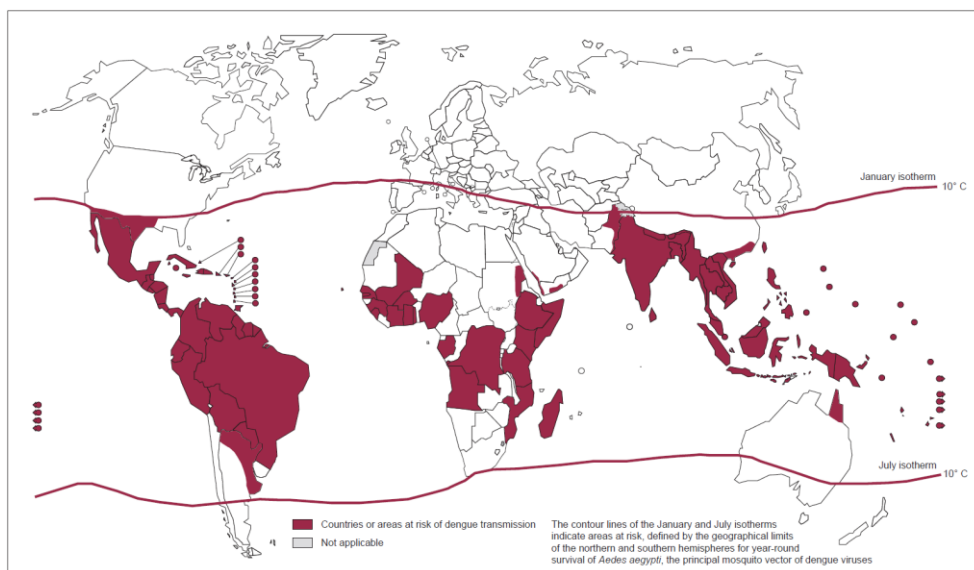 January isotherm
10° C
July isotherm
10° C
Countries or areas at risk of dengue transmission
Not applicable
The contour lines of the January and July isotherms
indicate areas at risk, defined by the geographical limits
of the northern and southern hemispheres for year-round
survival of Aedes aegypti, the principal mosquito vector of dengue viruses